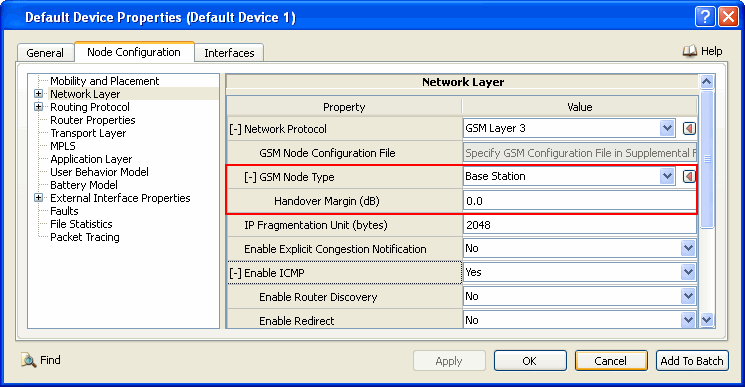 Default Device Properties (Default Device 1)
General Node Configuration Interfaces Help
Mobility and Placement
Network Layer
Routing Protocol
Router Properties
Transport Layer
MPLS
Application Layer
User Behavior Model
Battery Model
External Interface Properties
Faults
File Statistics
Packet Tracing
Network Layer
Property Value
[-] Network Protocol GSM Layer 3
GSM Node Configuration File Specify GSM Configuration File in Supplemental F
[-] GSM Node Type Base Station
Handover Margin (dB) 0.0
IP Fragmentation Unit (bytes) 2048
Enable Explicit Congestion Notification No
[-] Enable ICMP Yes
Enable Router Discovery No
Enable Redirect No
Find Apply OK Cancel Add To Batch